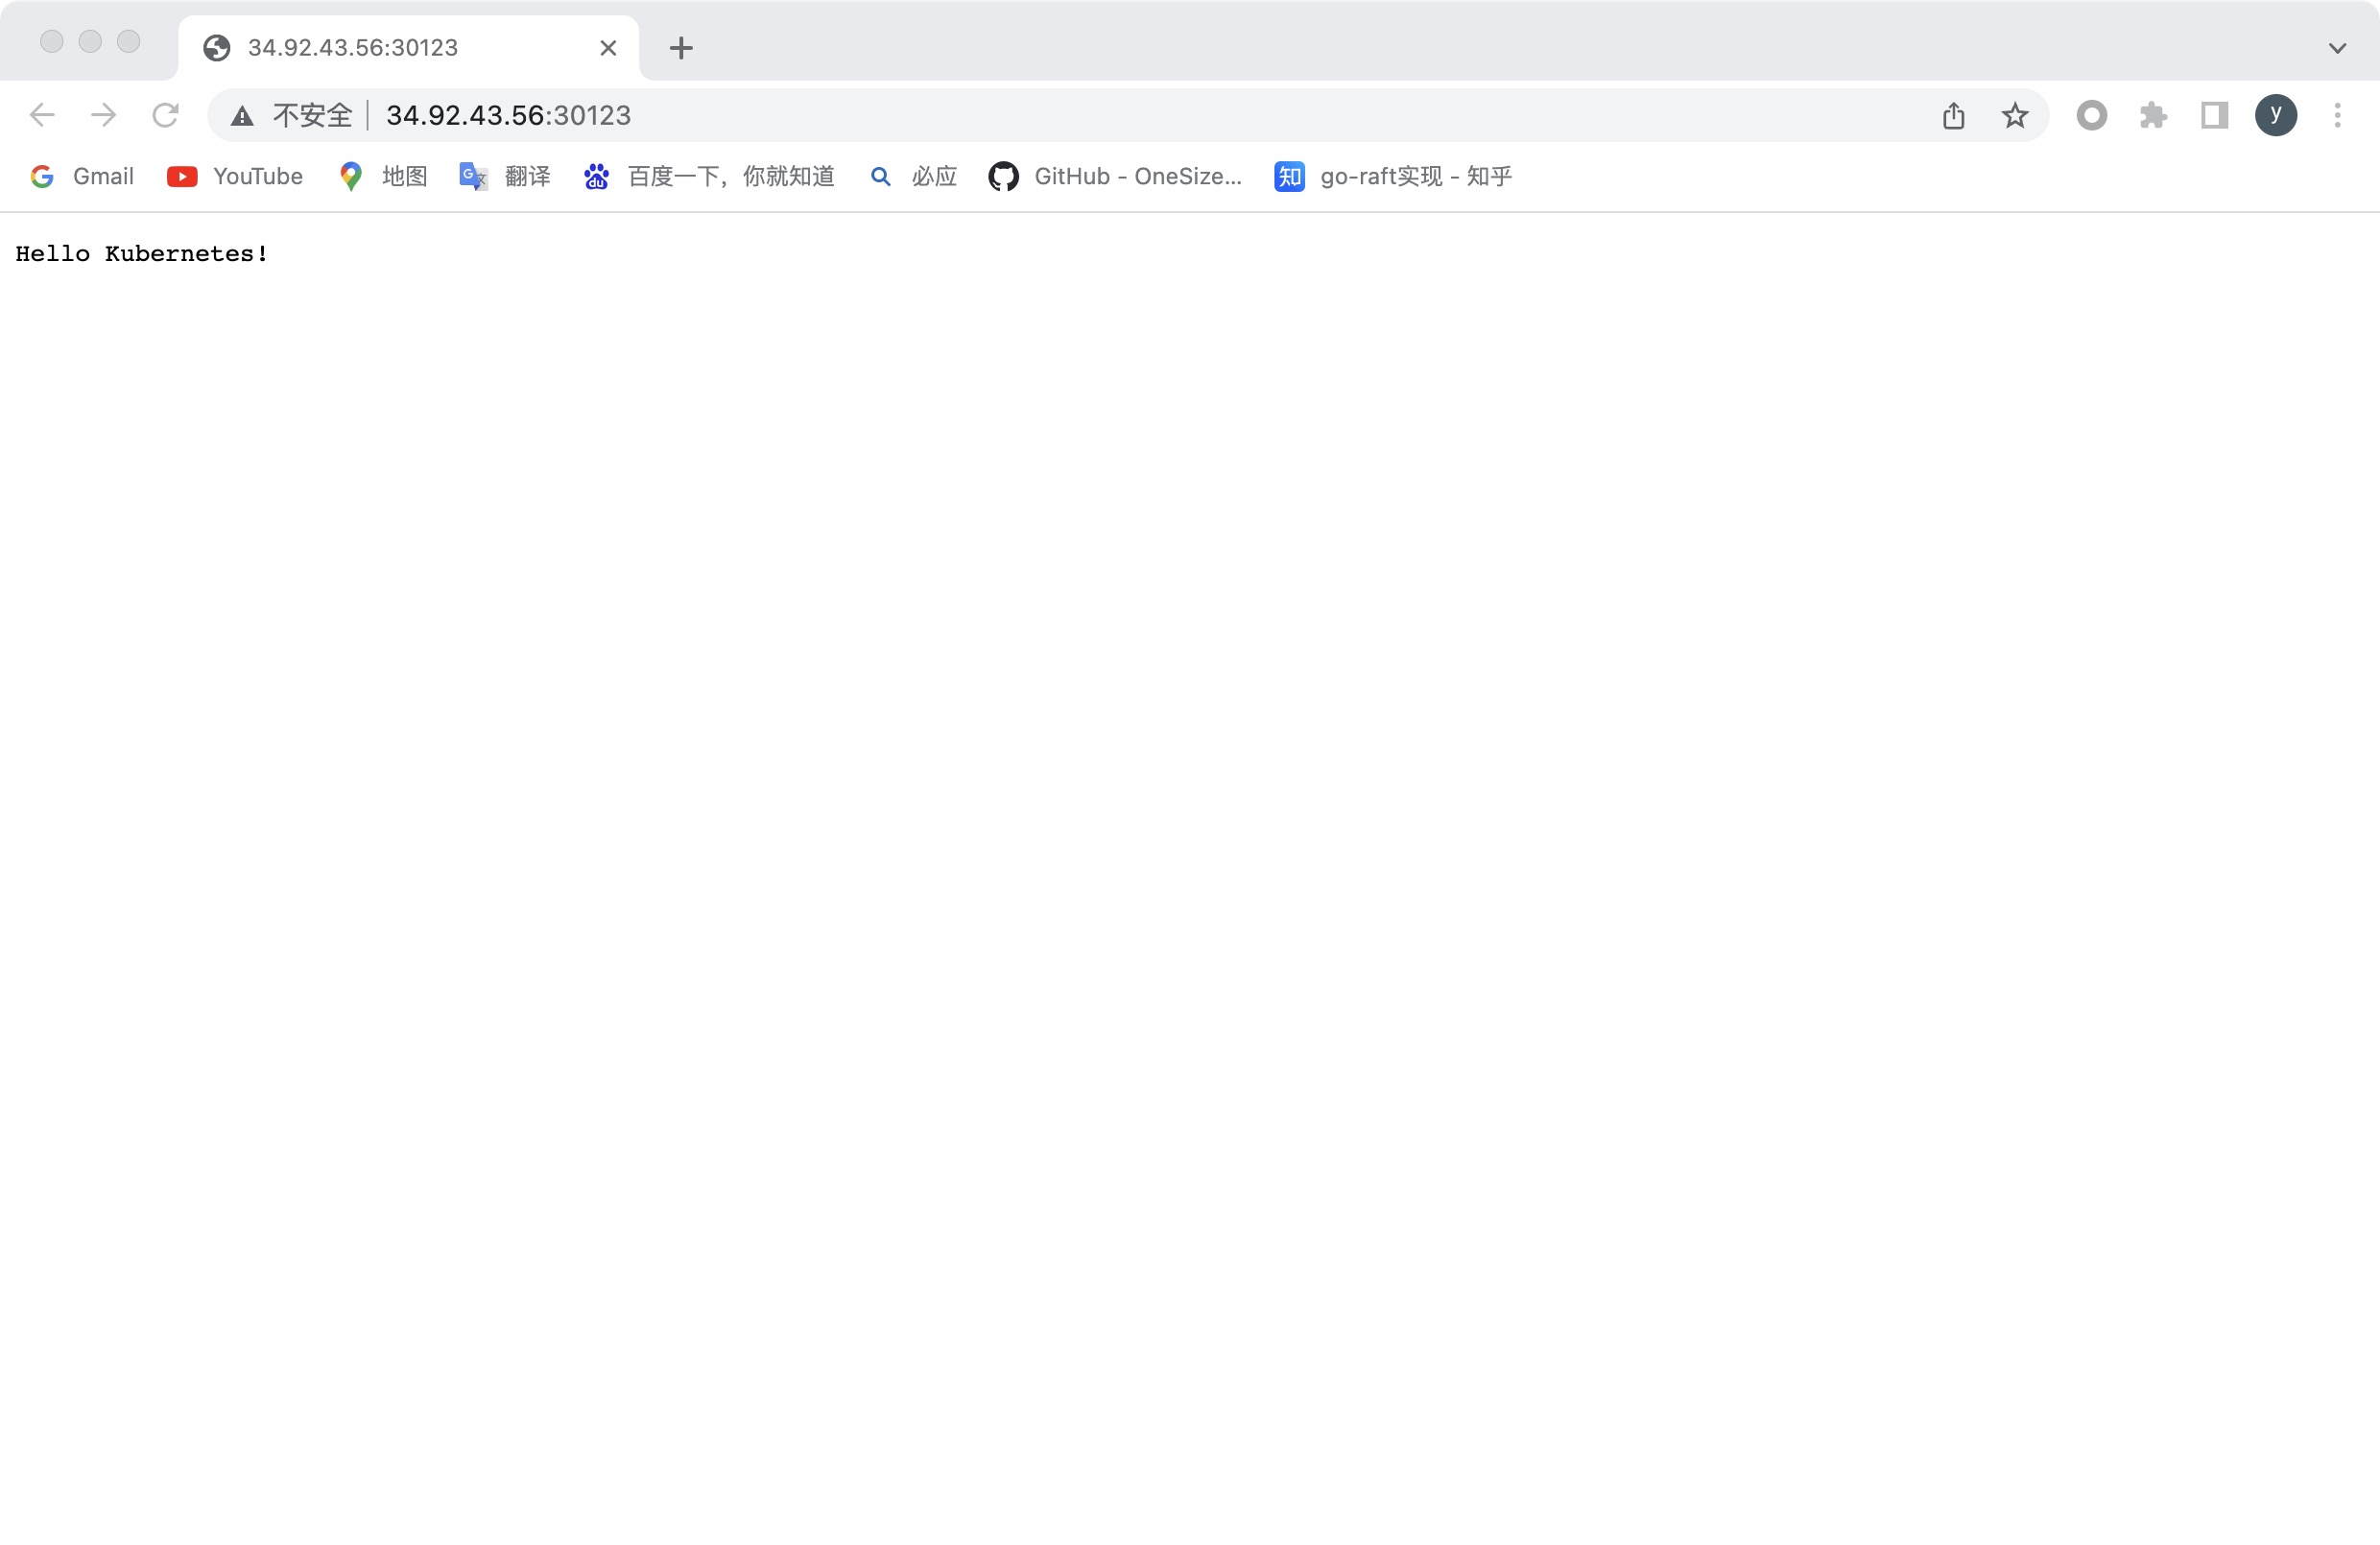 34.92.43.56:30123
不安全 34.92.43.56:30123 y
Gmail YouTube 地图 翻译 百度一下，你就知道 必应 GitHub - OneSize... go-raft实现 - 知乎
Hello Kubernetes!